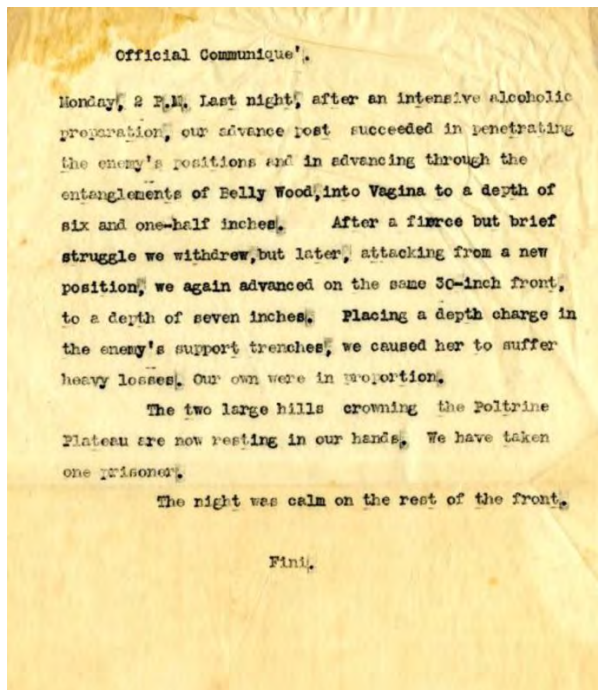 Official Communique'.
Monday, 2 P.M. Last night, after an intensive alcoholic
preparation, our advance post succeeded in penetrating
the enemy's positions and in advancing through the
entanglements of Belly Wood,into Vagina to a depth of
six and one-half inches. After a fierce but brief
struggle we withdrew,but later, attacking from a new
position, we again advanced on the same 30-inch front,
to a depth of seven inches. Placing a depth charge in
the enemy's support trenches, we caused her to suffer
heavy losses. Our own were in proportion.
The two large hills crowning the Poltrine
Plateau are now resting in our hands. We have taken
one prisoner.
The night was calm on the rest of the front.
Fini.